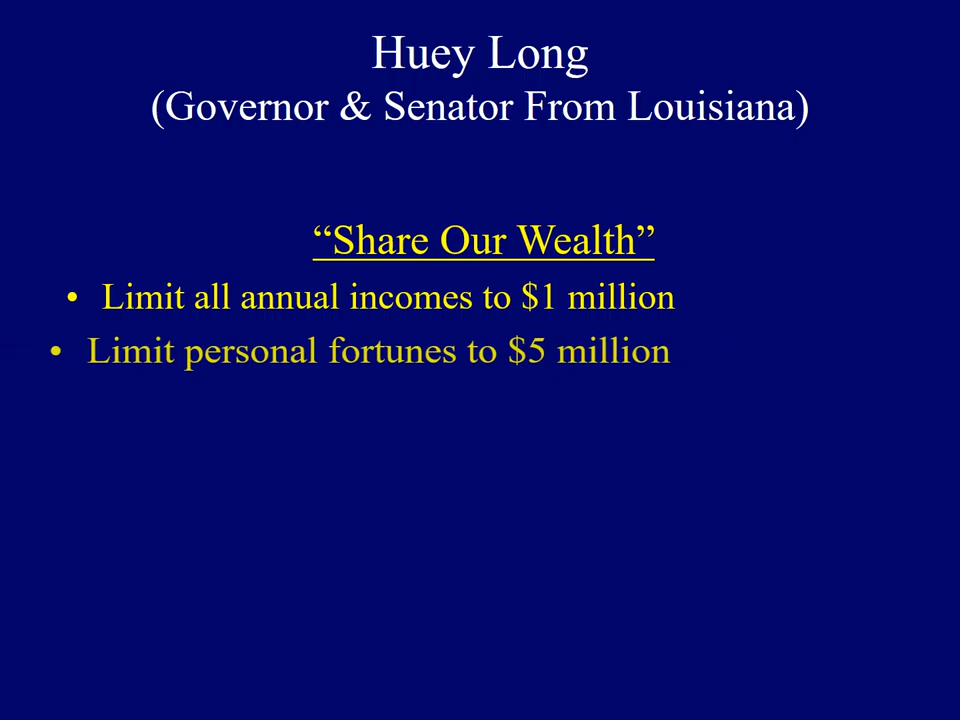 Huey Long
(Governor & Senator From Louisiana)
“Share Our Wealth”
• Limit all annual incomes to $1 million
• Limit personal fortunes to $5 million